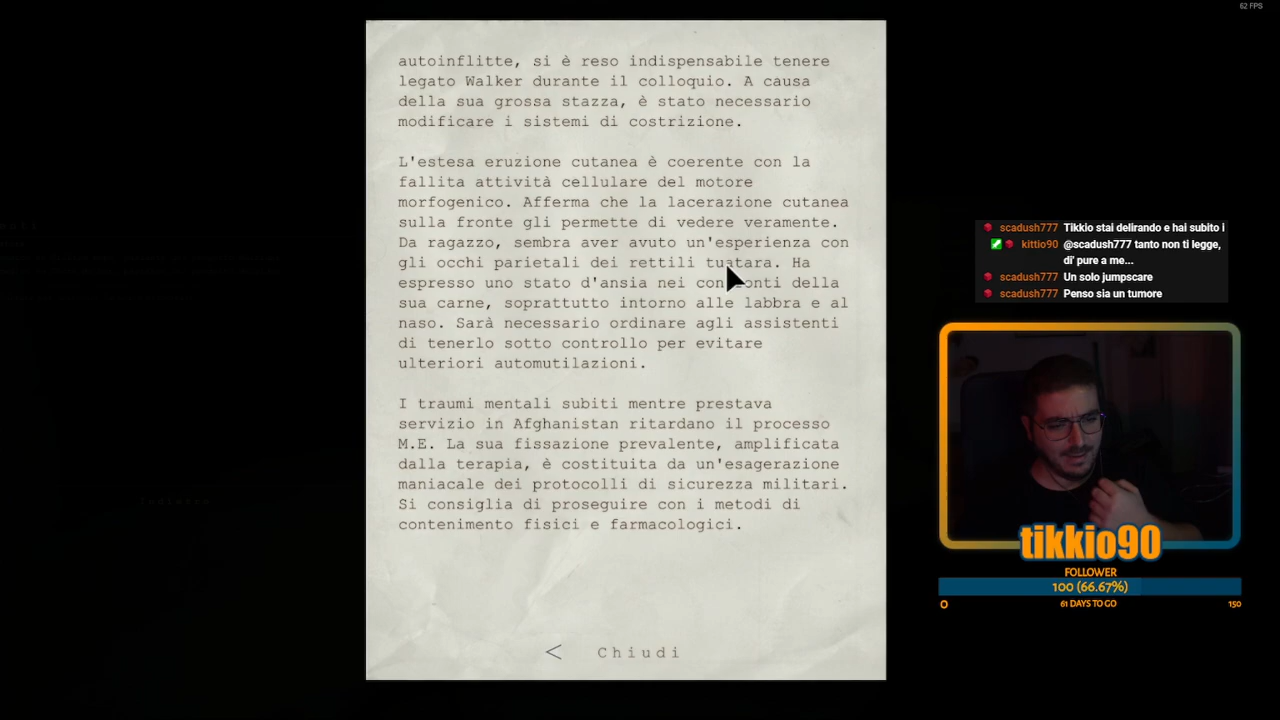 62 FPS
autoinflitte, si è reso indispensabile tenere
legato Walker durante il colloquio. A causa
della sua grossa stazza, è stato necessario
modificare i sistemi di costrizione.
L'estesa eruzione cutanea è coerente con la
fallita attività cellulare del motore
morfogenico. Afferma che la lacerazione cutanea
sulla fronte gli permette di vedere veramente.
Da ragazzo, sembra aver avuto un'esperienza con
gli occhi parietali dei rettili tuatara. Ha
espresso uno stato d'ansia nei della
sua carne, soprattutto intorno alle labbra e al
naso. Sarà necessario ordinare agli assistenti
di tenerlo sotto controllo per evitare
ulteriori automutilazioni.
I traumi mentali subiti mentre prestava
servizio in Afghanistan ritardano il processo
M.E. La sua fissazione prevalente, amplificata
dalla terapia, è costituita da un'esagerazione
maniacale dei protocolli di sicurezza militari.
Si consiglia di proseguire con i metodi di
contenimento fisici e farmacologici.
< Chiudi
scadush777 Tikkio stai delirando e hai subito i
kittio90 @scadush777 tanto non ti legge,
di' pure a me...
scadush777 Un solo jumpscare
scadush777 Penso sia un tumore
tikkio90
FOLLOWER
100 (66.67%)
0 61 DAYS TO GO 150